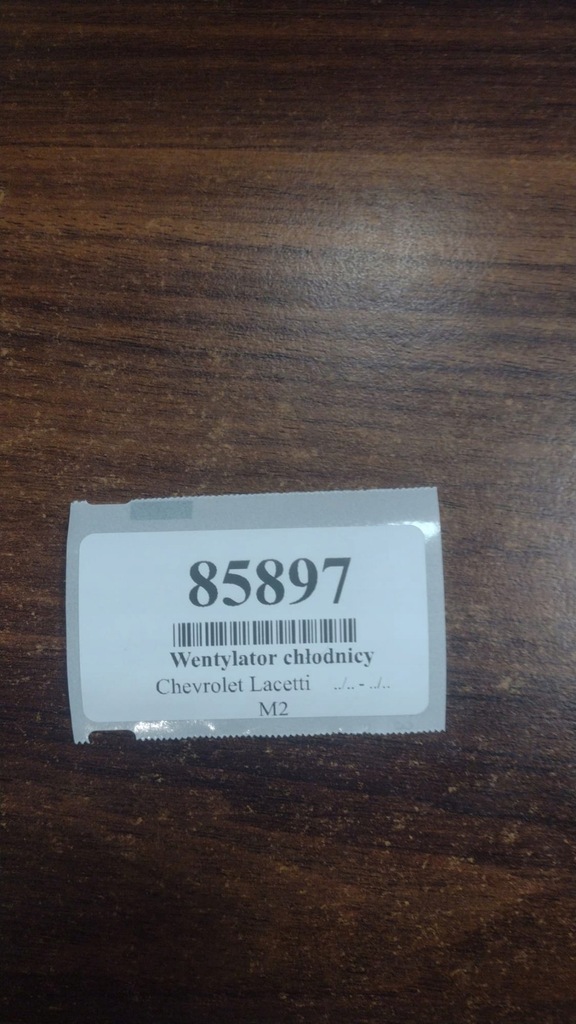 85897
Wentylator chłodnicy
Chevrolet Lacetti ../.. - ../..
M2